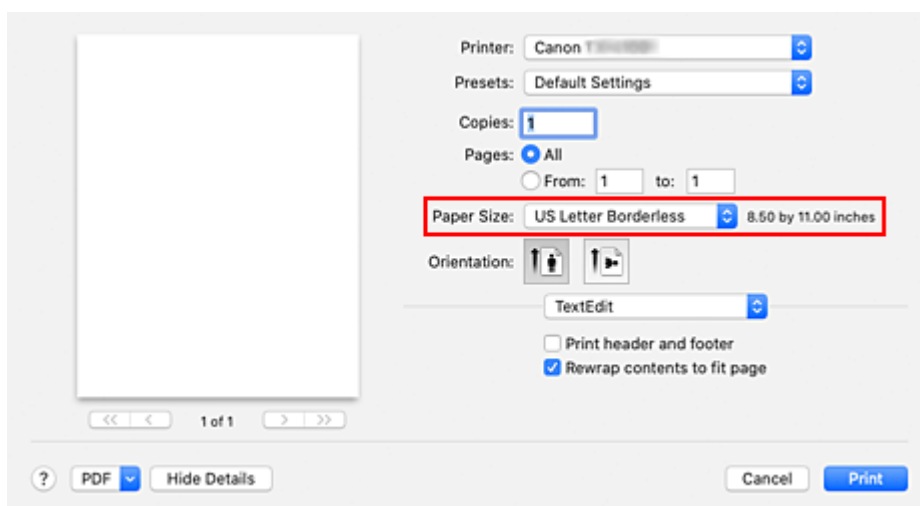 Printer: Canon
Presets: Default Settings
Copies: 1
Pages: All
From: 1 to: 1
Paper Size: US Letter Borderless 8.50 by 11.00 inches
Orientation:
TextEdit
Print header and footer
Rewrap contents to fit page
<< < 1 of 1 > >>
? PDF Hide Details Cancel Print